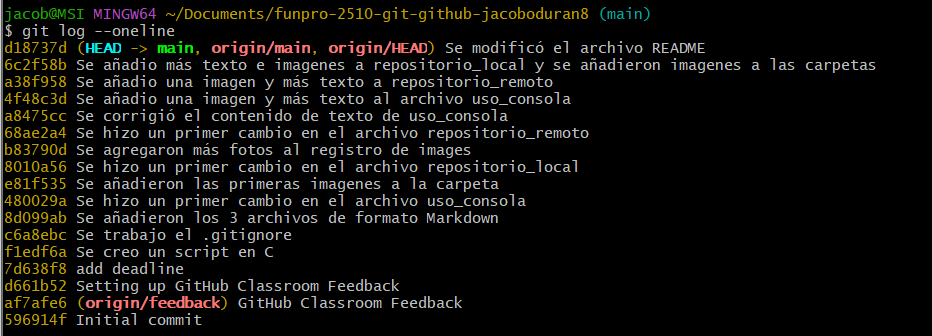 jacob@MSI MINGW64 ~/Documents/funpro-2510-git-github-jacoboduran8 (main)
$ git log --oneline
d18737d (HEAD -> main, origin/main, origin/HEAD) Se modificó el archivo README
6c2f58b Se añadio más texto e imagenes a repositorio_local y se añadieron imagenes a las carpetas
a38f958 Se añadio una imagen y más texto a repositorio_remoto
4f48c3d Se añadio una imagen y más texto al archivo uso_consola
a8475cc Se corrigió el contenido de texto de uso_consola
68ae2a4 Se hizo un primer cambio en el archivo repositorio_remoto
b83790d Se agregaron más fotos al registro de images
8010a56 Se hizo un primer cambio en el archivo repositorio_local
e81f535 Se añadieron las primeras imagenes a la carpeta
480029a Se hizo un primer cambio en el archivo uso_consola
8d099ab Se añadieron los 3 archivos de formato Markdown
c6a8ebc Se trabajo el .gitignore
f1edf6a Se creo un script en C
7d638f8 add deadline
d661b52 Setting up GitHub Classroom Feedback
af7afe6 (origin/feedback) GitHub Classroom Feedback
596914f Initial commit